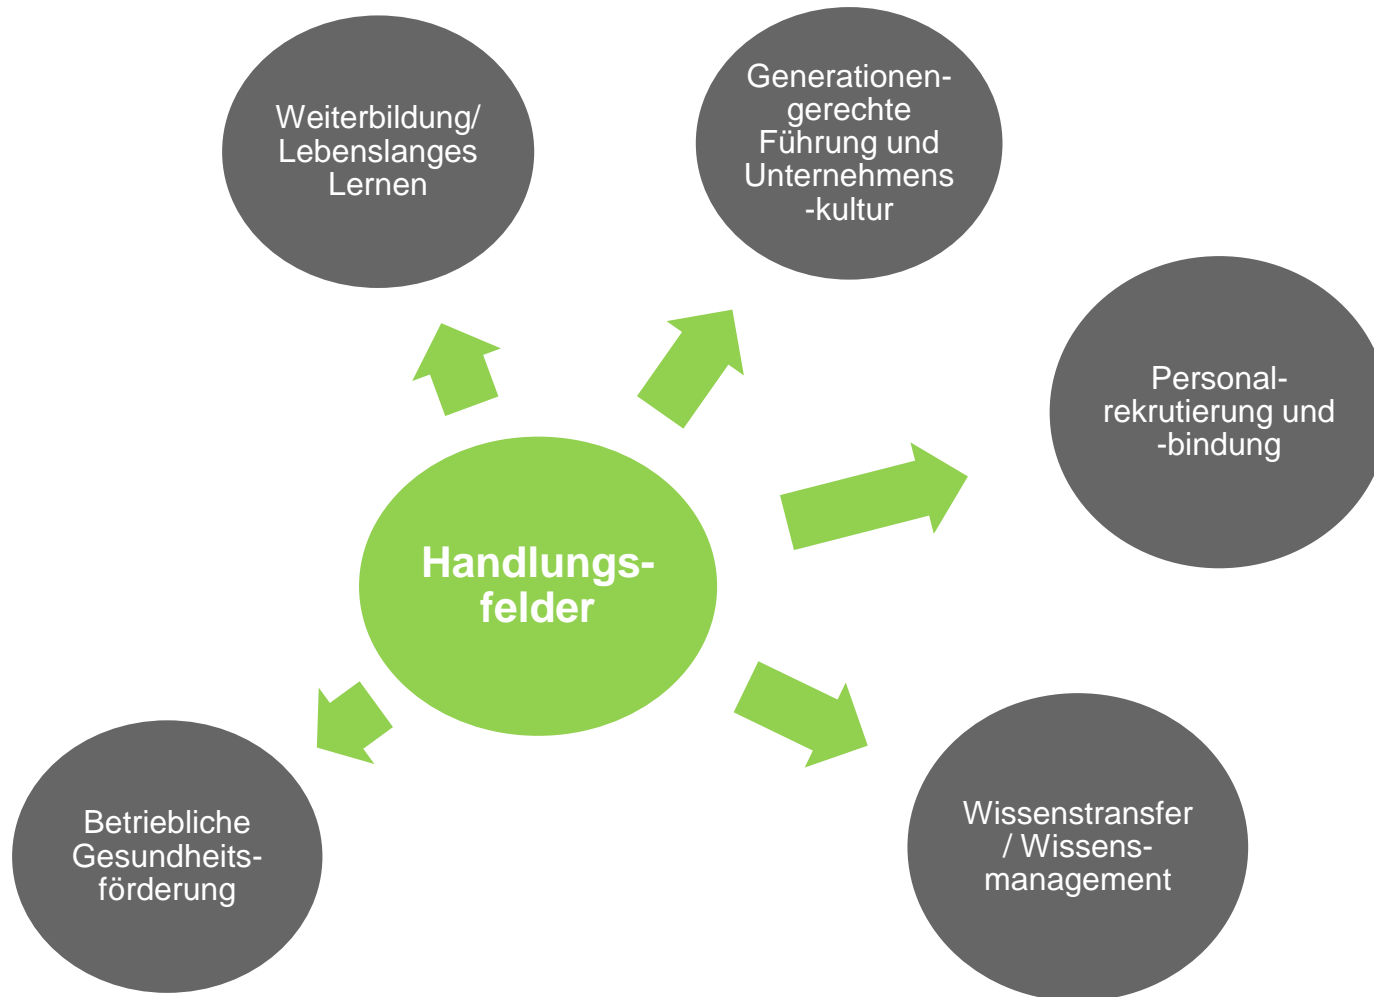 Weiterbildung/
Lebenslanges
Lernen
Generationen-
gerechte
Führung und
Unternehmens
-kultur
Personal-
rekrutierung und
-bindung
Handlungs-
felder
Betriebliche
Gesundheits-
förderung
Wissenstransfer
/ Wissens-
management